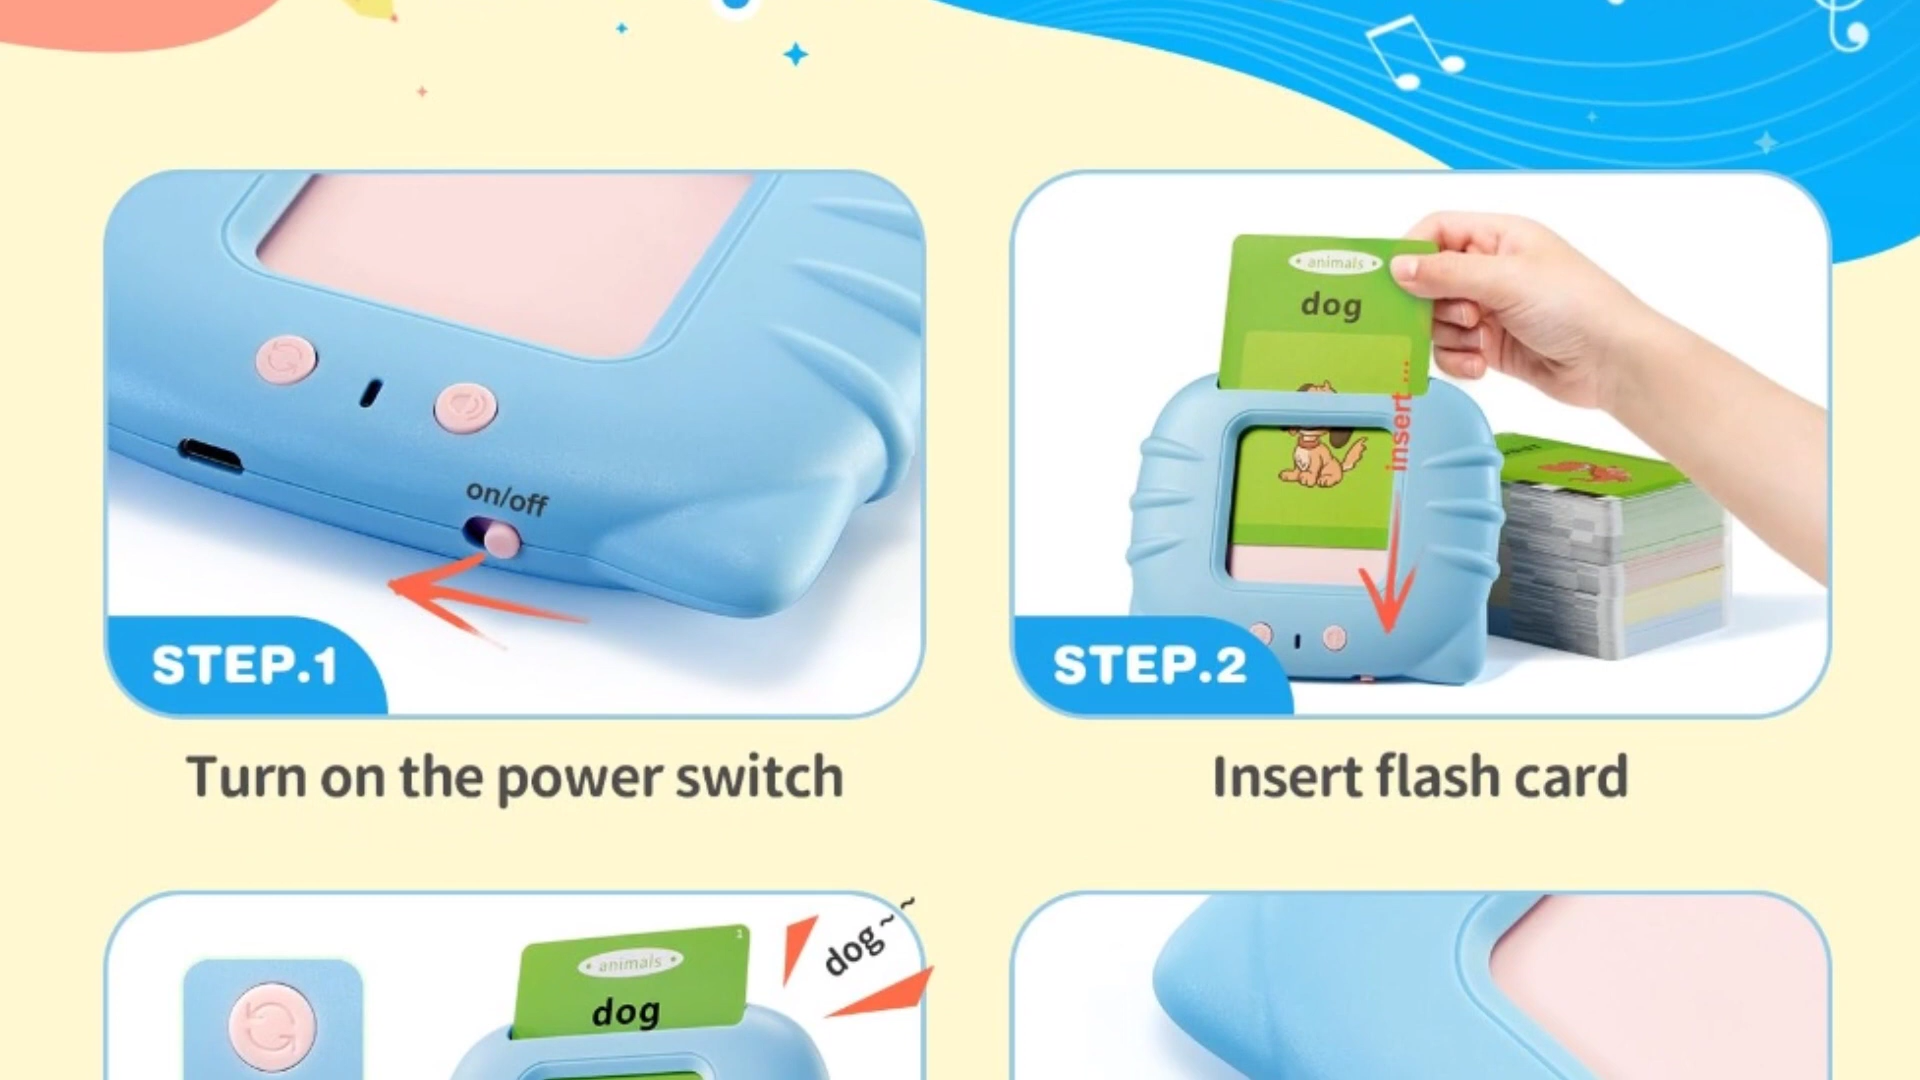 on/off
STEP.1
Turn on the power switch
animals
dog
insert...
STEP.2
Insert flash card
1
animals
dog
dog~~